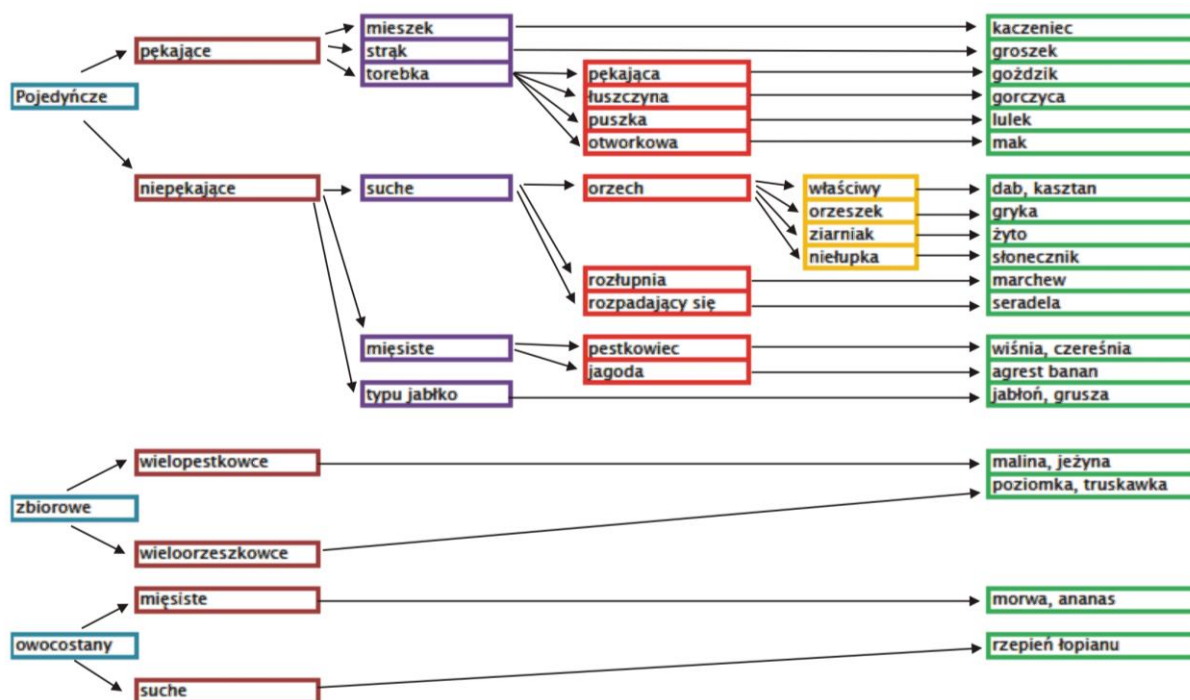 mieszek kaczeniec
pękające strąk groszek
torebka pękająca goździk
Pojedyńcze łuszczyna gorczyca
puszka lulek
otworkowa mak
niepękające suche orzech właściwy dab, kasztan
orzeszek gryka
ziarniak żyto
niełupka słonecznik
rozłupnia marchew
rozpadający się seradela
mięsiste pestkowiec wiśnia, czereśnia
jagoda agrest banan
typu jabłko jabłoń, grusza
wielopestkowce malina, jeżyna
poziomka, truskawka
zbiorowe
wieloorzeszkowce
mięsiste morwa, ananas
owocostany rzepień łopianu
suche